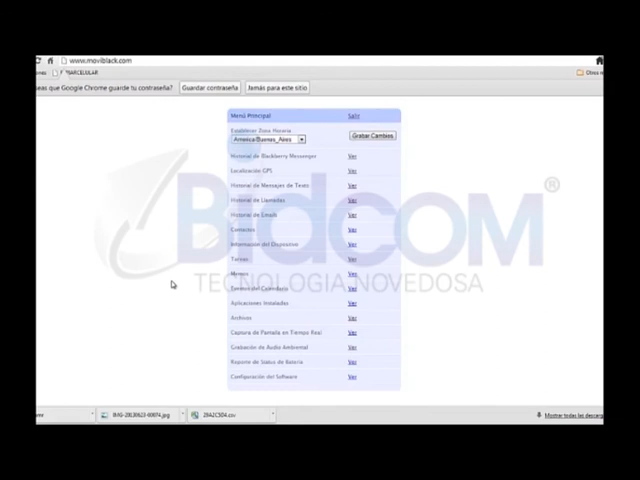 www.moviblack.com
MARCELULAR
Otros
eas que Google Chrome guarde tu contraseña? Guardar contraseña Jamás para este sitio
Menú Principal Salir
Establecer Zona Horaria
America/Buenos_Aires Grabar Cambios
Historial de Blackberry Messenger Ver
Localización GPS Ver
Historial de Mensajes de Texto Ver
Historial de Llamadas Ver
Historial de Emails Ver
Contactos Ver
Información del Dispositivo Ver
Tareas Ver
Memos Ver
Eventos del Calendario Ver
Aplicaciones Instaladas Ver
Archivos Ver
Captura de Pantalla en Tiempo Real Ver
Grabación de Audio Ambiental Ver
Reporte de Status de Batería Ver
Configuración del Software Ver
BidCOM®
TECNOLOGIA NOVEDOSA
IMG-20130623-00074.jpg
Mostrar todas las descarg